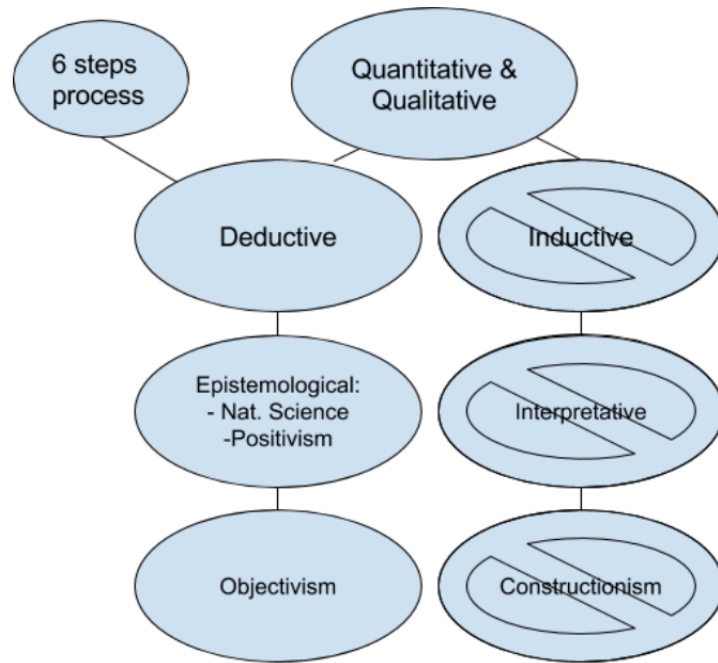 6 steps
process
Quantitative &
Qualitative
Deductive
Inductive
Epistemological:
- Nat. Science
-Positivism
Interpretative
Objectivism
Constructionism